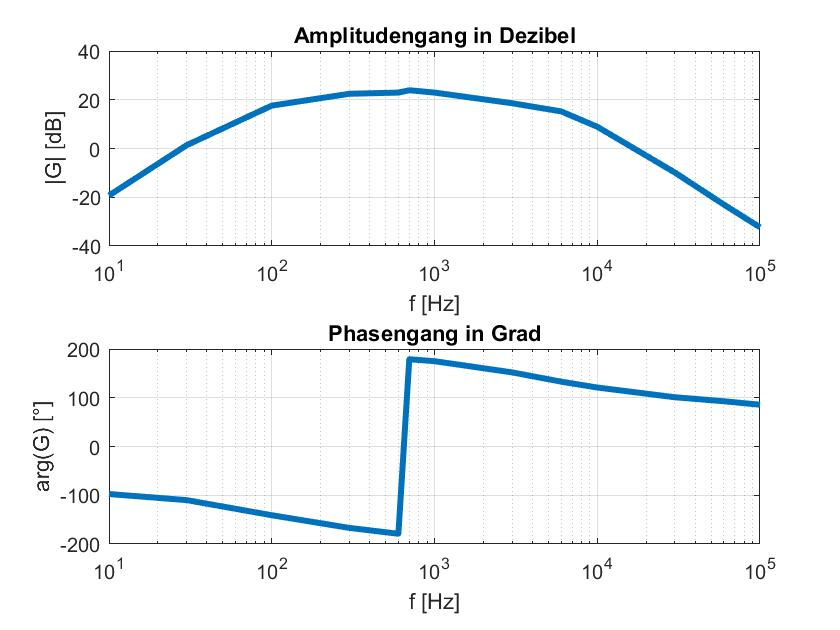 Amplitudengang in Dezibel
|G| [dB]
40
20
0
-20
-40
10^1 10^2 10^3 10^4 10^5
f [Hz]
Phasengang in Grad
arg(G) [°]
200
100
0
-100
-200
10^1 10^2 10^3 10^4 10^5
f [Hz]